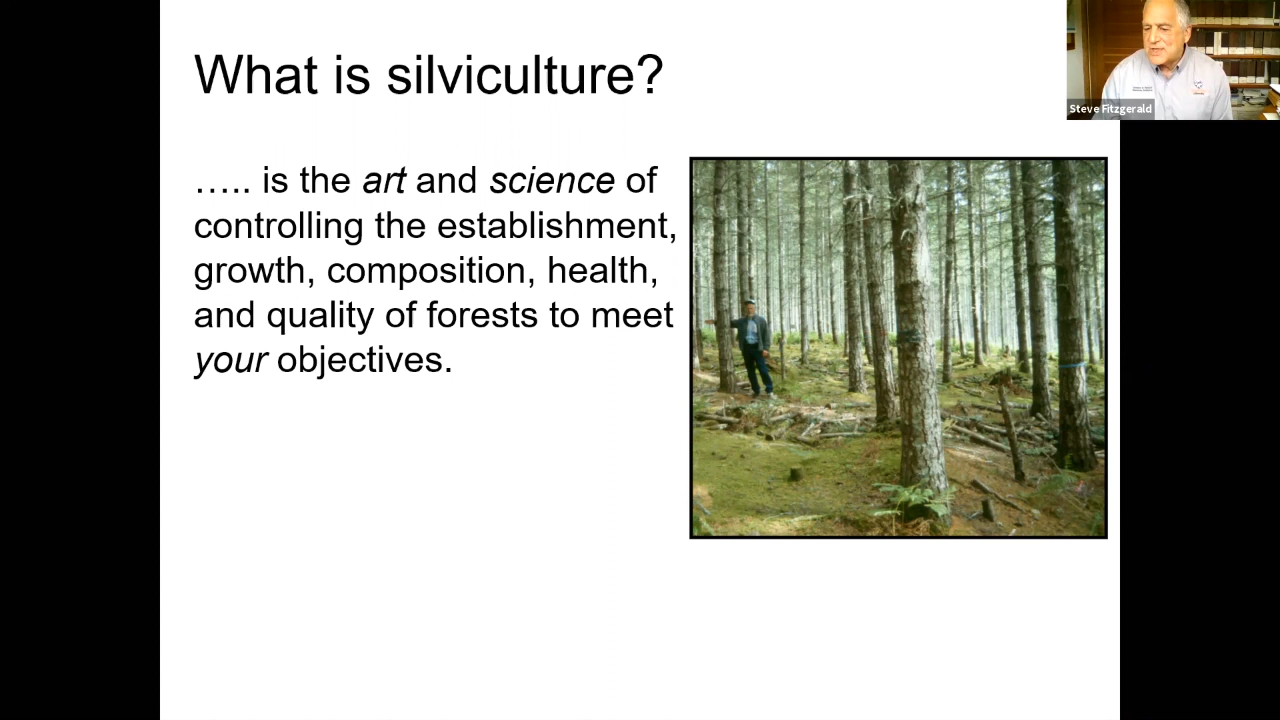 What is silviculture?
Steve Fitzgerald
….. is the art and science of
controlling the establishment,
growth, composition, health,
and quality of forests to meet
your objectives.